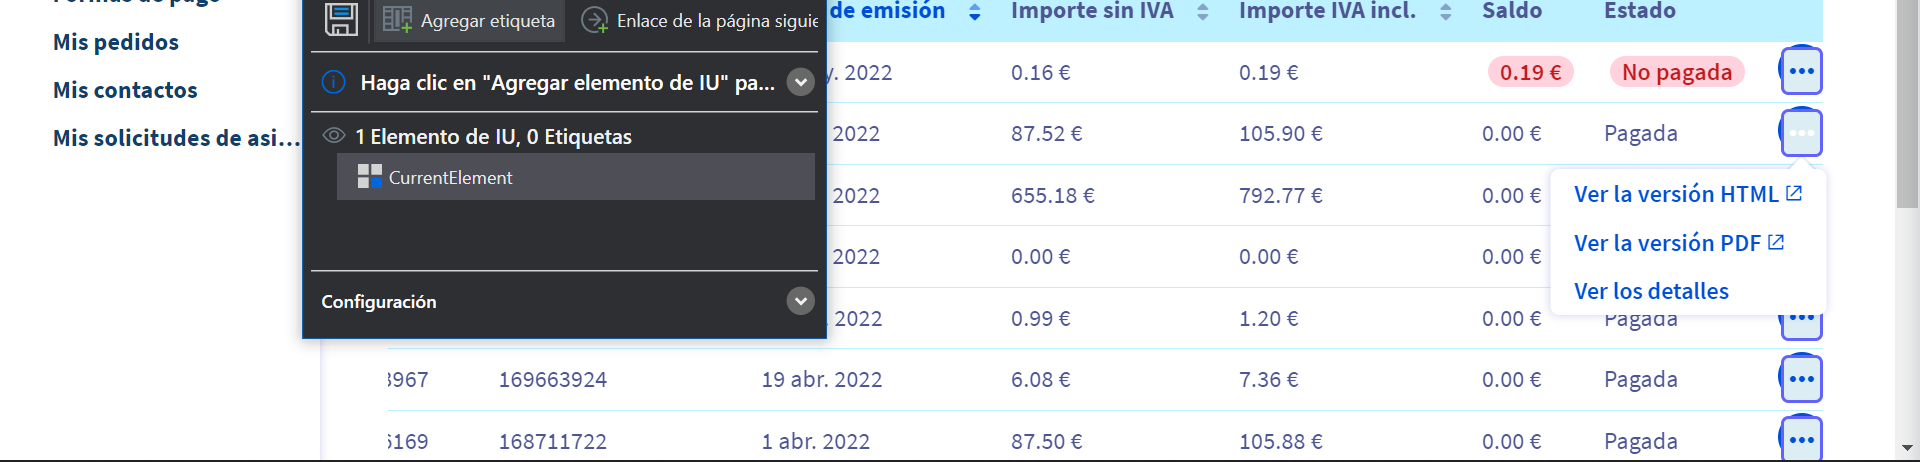 Formas de pago
Mis pedidos
Mis contactos
Mis solicitudes de asi...
Agregar etiqueta
Enlace de la página siguie
Haga clic en "Agregar elemento de IU" pa...
1 Elemento de IU, 0 Etiquetas
CurrentElement
Configuración
de emisión Importe sin IVA Importe IVA incl. Saldo Estado
y. 2022 0.16 € 0.19 € 0.19 € No pagada
2022 87.52 € 105.90 € 0.00 € Pagada
2022 655.18 € 792.77 € 0.00 €
2022 0.00 € 0.00 € 0.00 €
. 2022 0.99 € 1.20 € 0.00 € Pagada
3967 169663924 19 abr. 2022 6.08 € 7.36 € 0.00 € Pagada
6169 168711722 1 abr. 2022 87.50 € 105.88 € 0.00 € Pagada
Ver la versión HTML
Ver la versión PDF
Ver los detalles